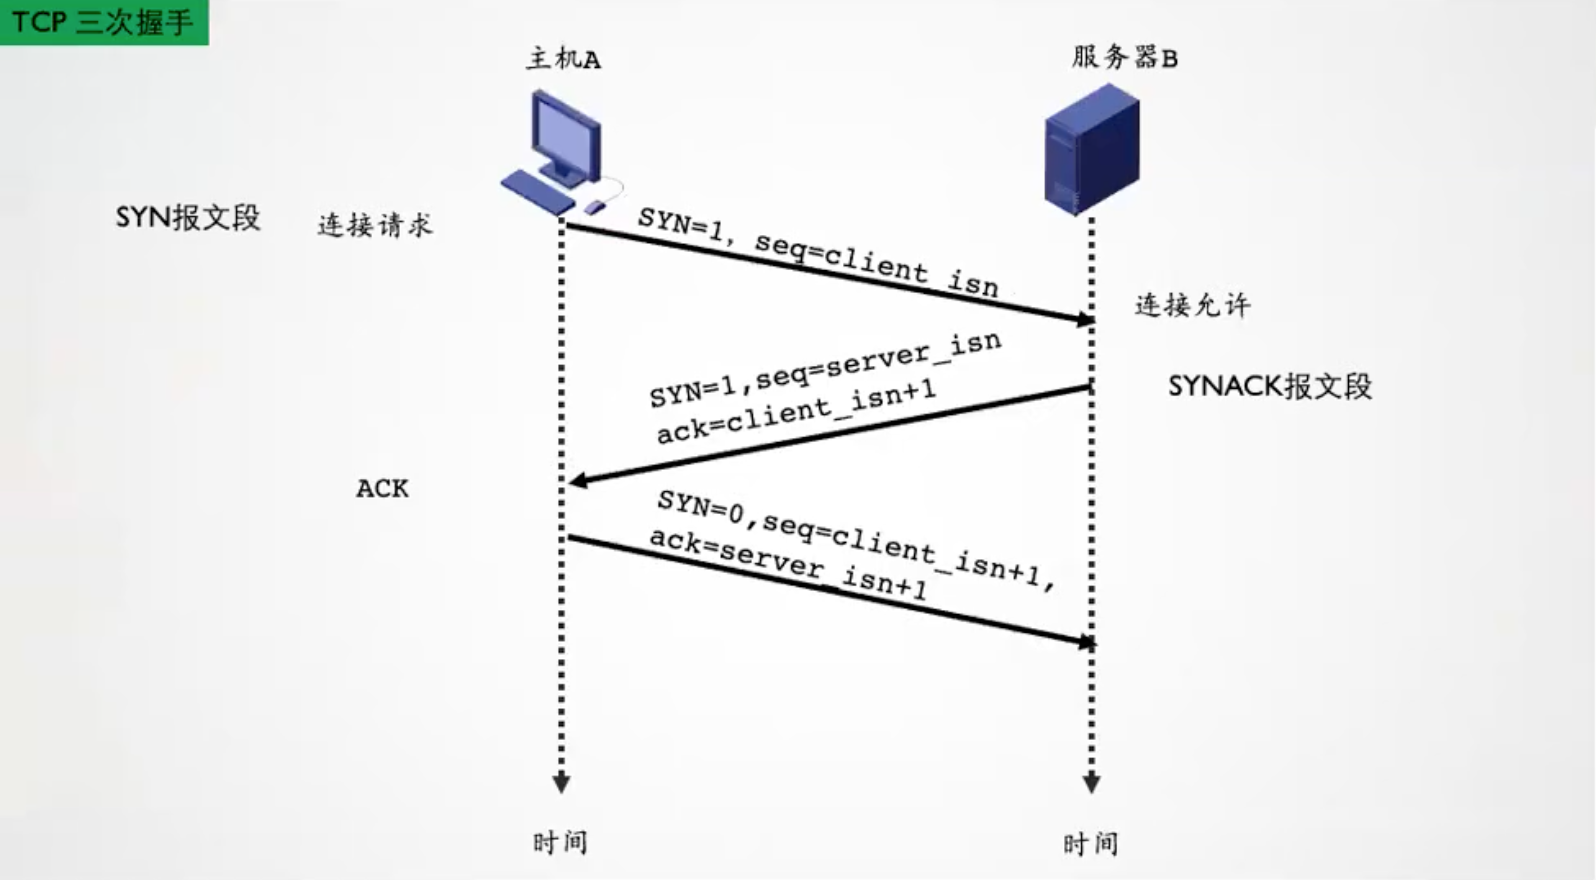 TCP 三次握手
主机A
服务器B
SYN报文段
连接请求
SYN=1, seq=client_isn
连接允许
SYN=1,seq=server_isn
ack=client_isn+1
SYNACK报文段
ACK
SYN=0,seq=client_isn+1,
ack=server_isn+1
时间
时间